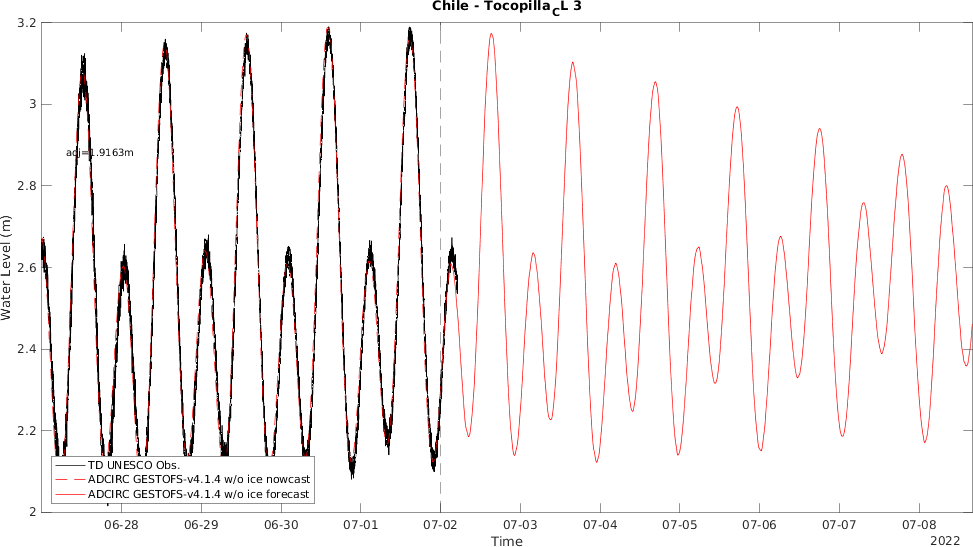 Chile - Tocopilla_CL 3
3.2
3
2.8
2.6
2.4
2.2
2
Water Level (m)
adj=1.9163m
TD UNESCO Obs.
ADCIRC GESTOFS-v4.1.4 w/o ice nowcast
ADCIRC GESTOFS-v4.1.4 w/o ice forecast
06-28 06-29 06-30 07-01 07-02 07-03 07-04 07-05 07-06 07-07 07-08
Time
2022